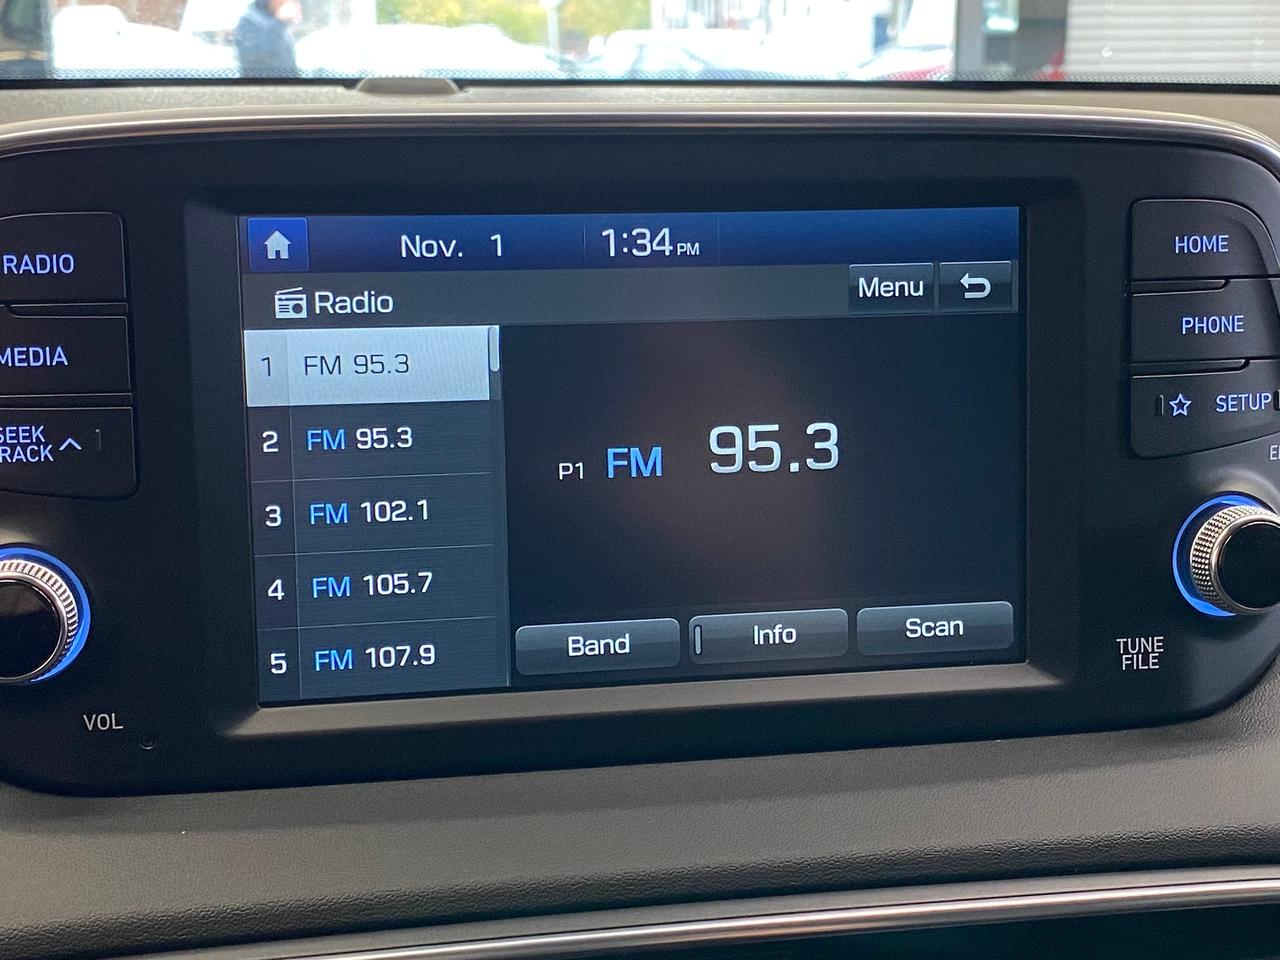 Nov. 1 1:34 PM
Radio Menu
1 FM 95.3
2 FM 95.3
3 FM 102.1
4 FM 105.7
5 FM 107.9
P1 FM 95.3
Band Info Scan
RADIO
MEDIA
SEEK
VOL
HOME
PHONE
SETUP
TUNE
FILE